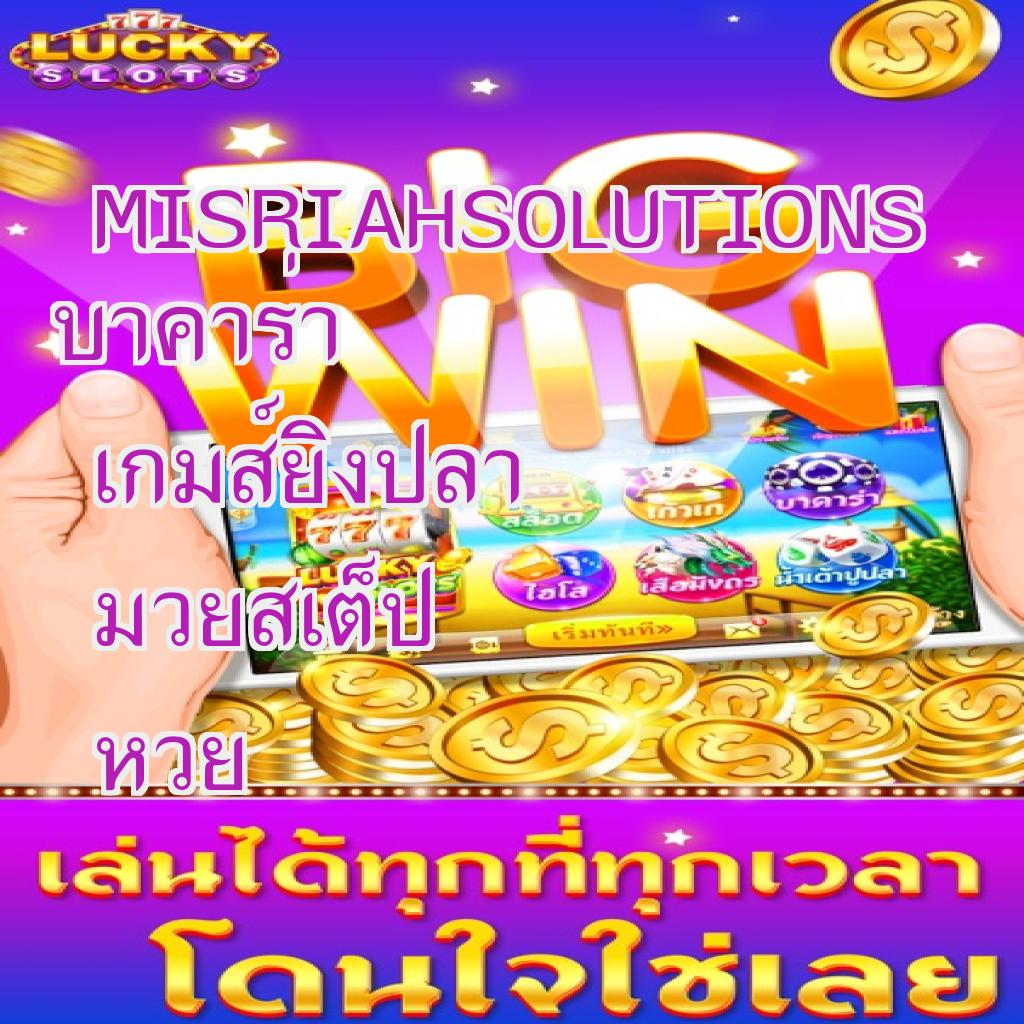 777
LUCKY
SLOTS
BIG
MISRIAHSOLUTIONS
บาคาร่า
WIN
เกมส์ยิงปลา
สล็อต
เก้าเก
บาคาร่า
777
LUCKY
มวยสเต็ป
ไฮโล
เสือมังกร
น้ำเต้าปูปลา
เริ่มทันที»
หวย
เล่นได้ทุกที่ทุกเวลา
โดนใจใช่เลย